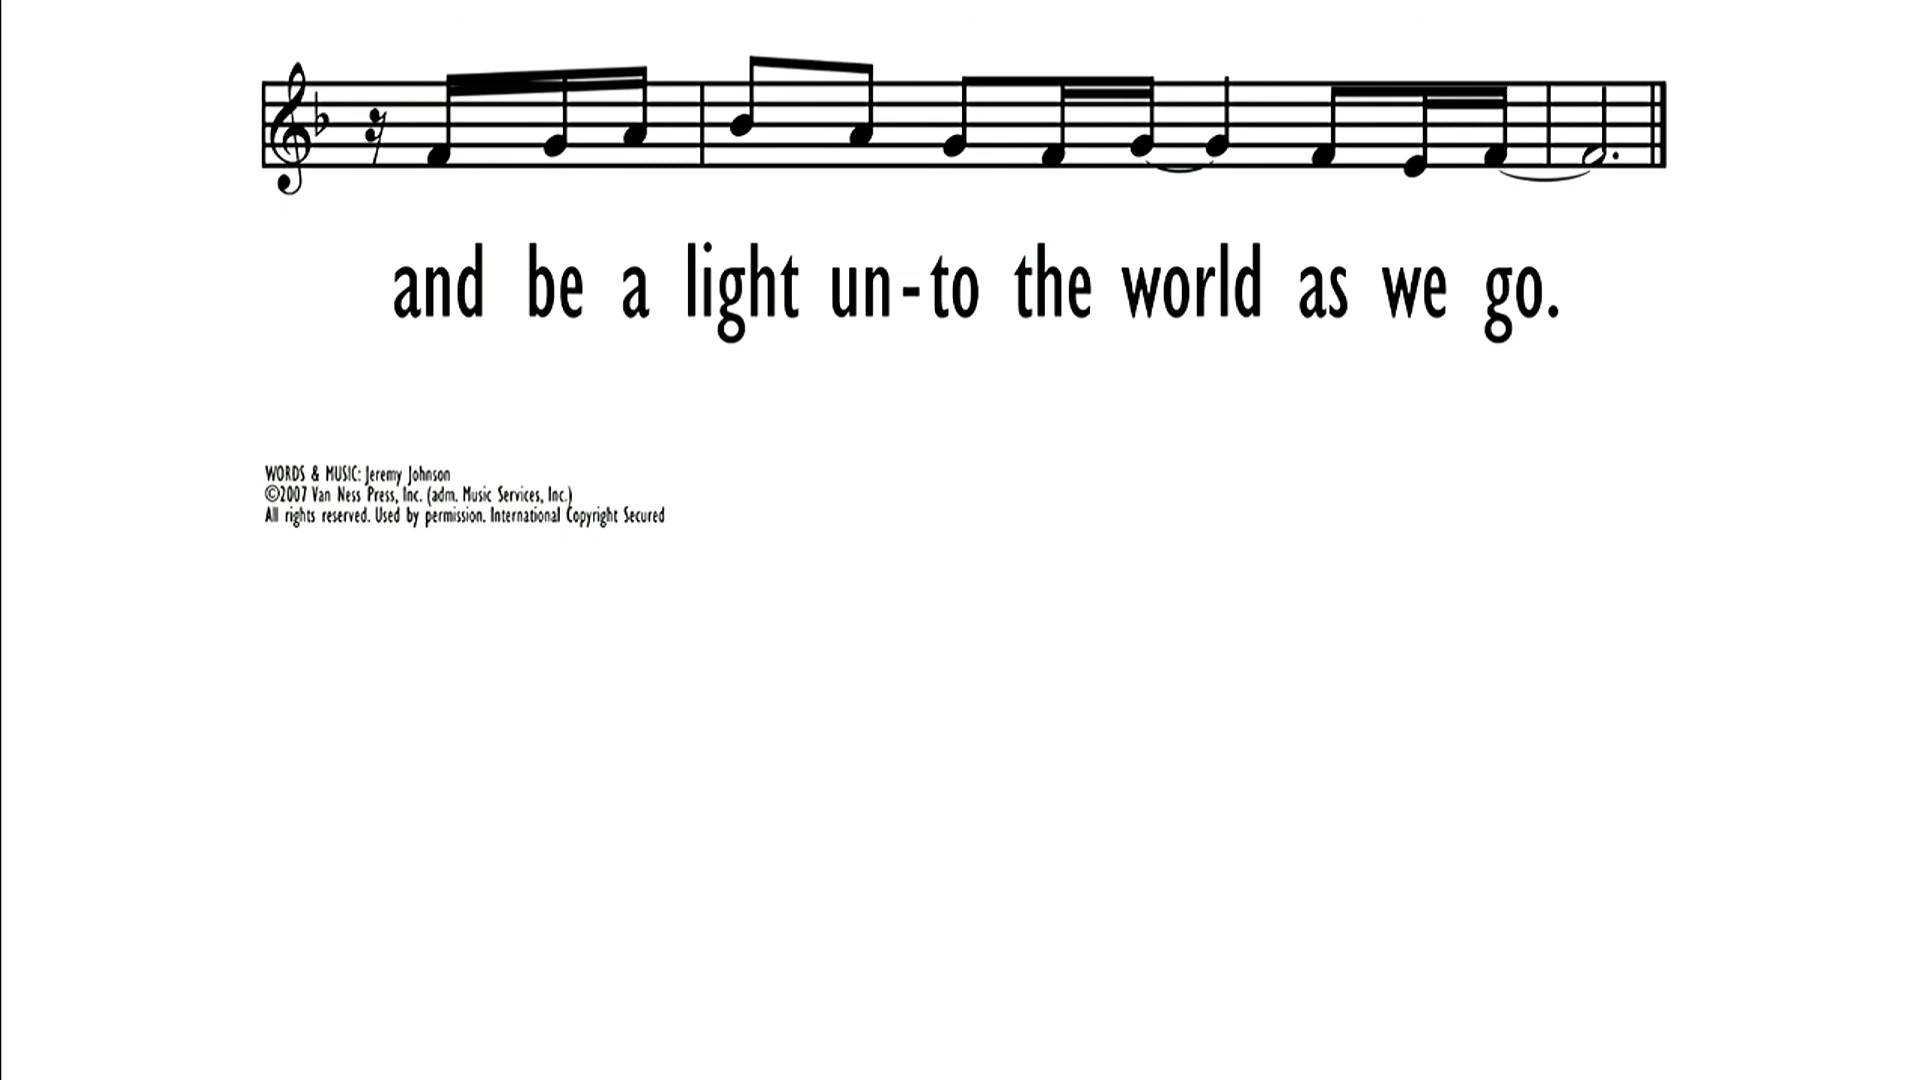 and be a light un-to the world as we go.
WORDS & MUSIC: Jeremy Johnson
©2007 Van Ness Press, Inc. (adm. Music Services, Inc.)
All rights reserved. Used by permission. International Copyright Secured